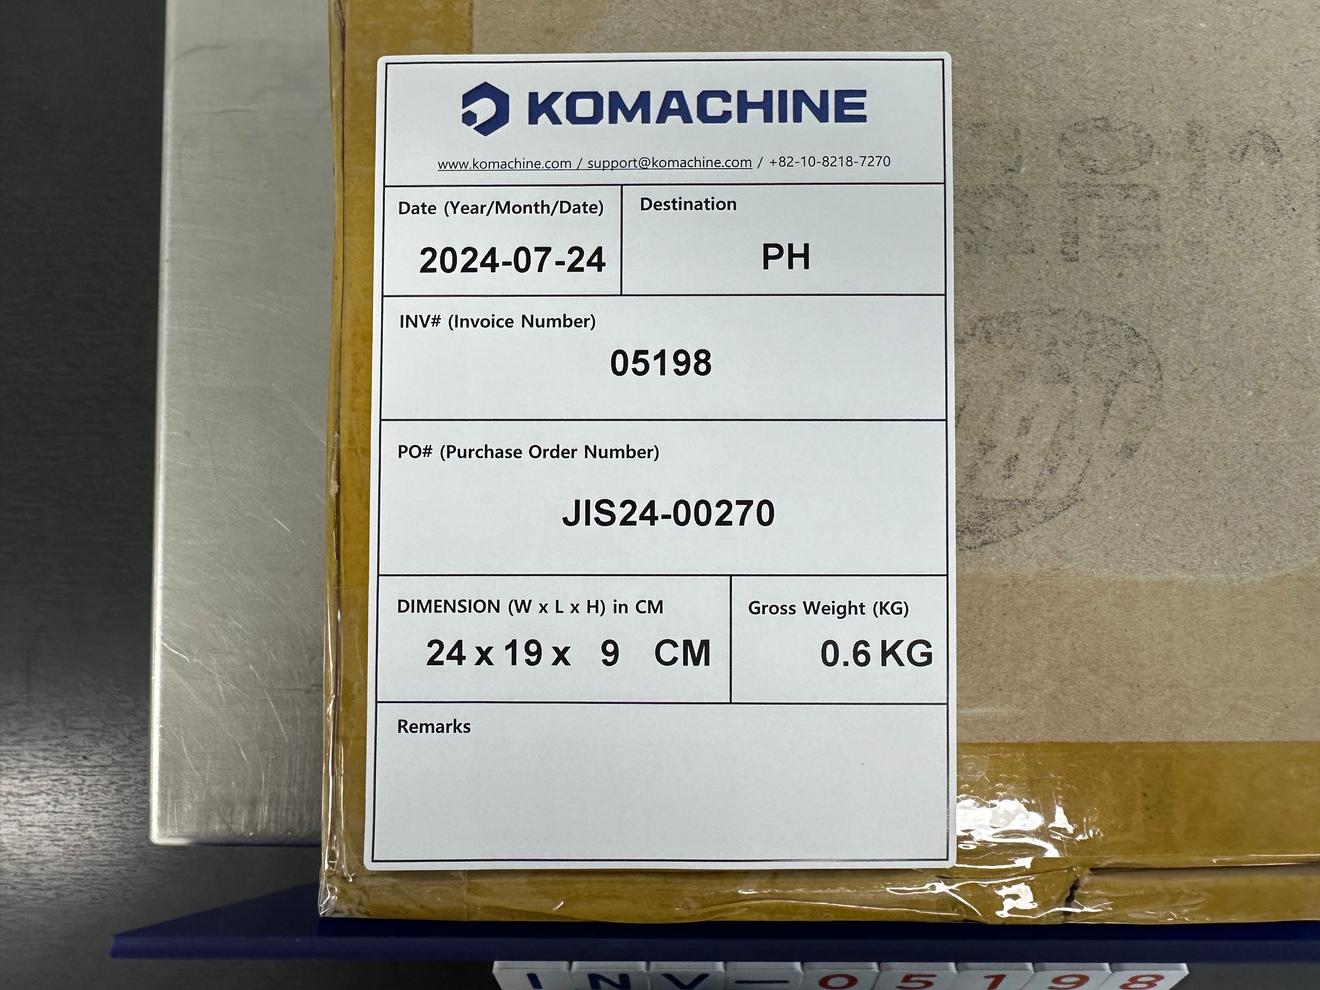 KOMACHINE
www.komachine.com / support@komachine.com / +82-10-8218-7270
Date (Year/Month/Date)
2024-07-24
Destination
PH
INV# (Invoice Number)
05198
PO# (Purchase Order Number)
JIS24-00270
DIMENSION (W x L x H) in CM
24 x 19 x 9 CM
Gross Weight (KG)
0.6 KG
Remarks
INV-05198